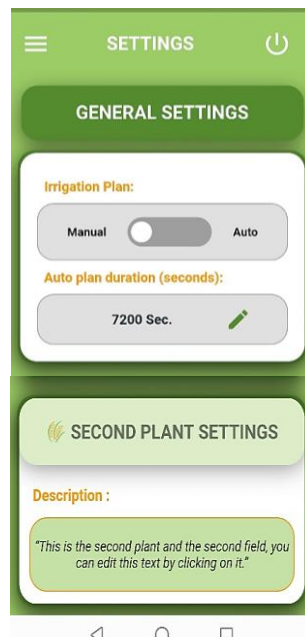 SETTINGS
GENERAL SETTINGS
Irrigation Plan:
Manual Auto
Auto plan duration (seconds):
7200 Sec.
SECOND PLANT SETTINGS
Description :
"This is the second plant and the second field, you
can edit this text by clicking on it."